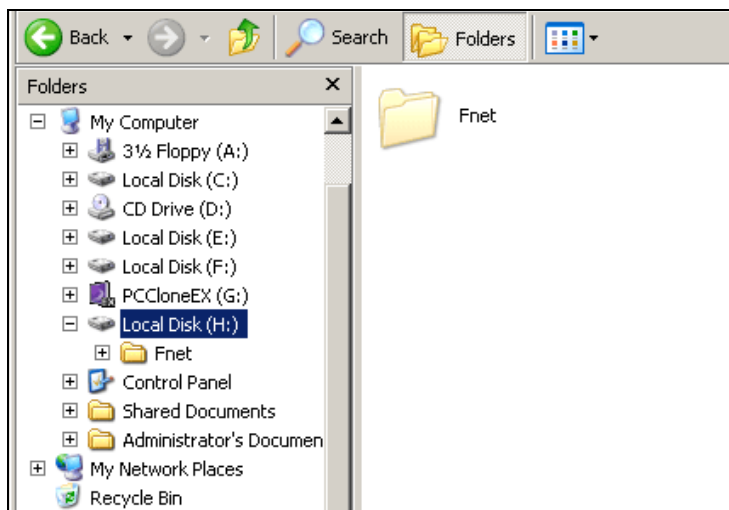 Back Search Folders
Folders
My Computer
3½ Floppy (A:)
Local Disk (C:)
CD Drive (D:)
Local Disk (E:)
Local Disk (F:)
PCCloneEX (G:)
Local Disk (H:)
Fnet
Control Panel
Shared Documents
Administrator's Documen
My Network Places
Recycle Bin
Fnet